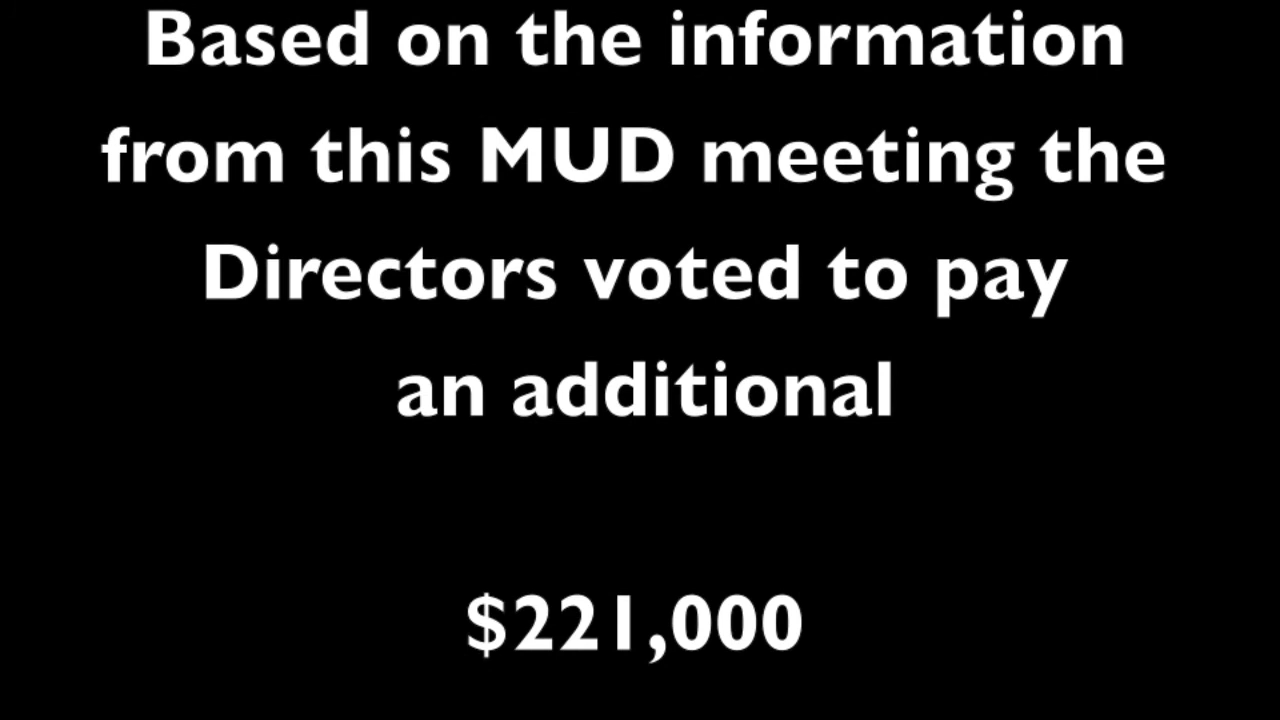 Based on the information
from this MUD meeting the
Directors voted to pay
an additional
$221,000